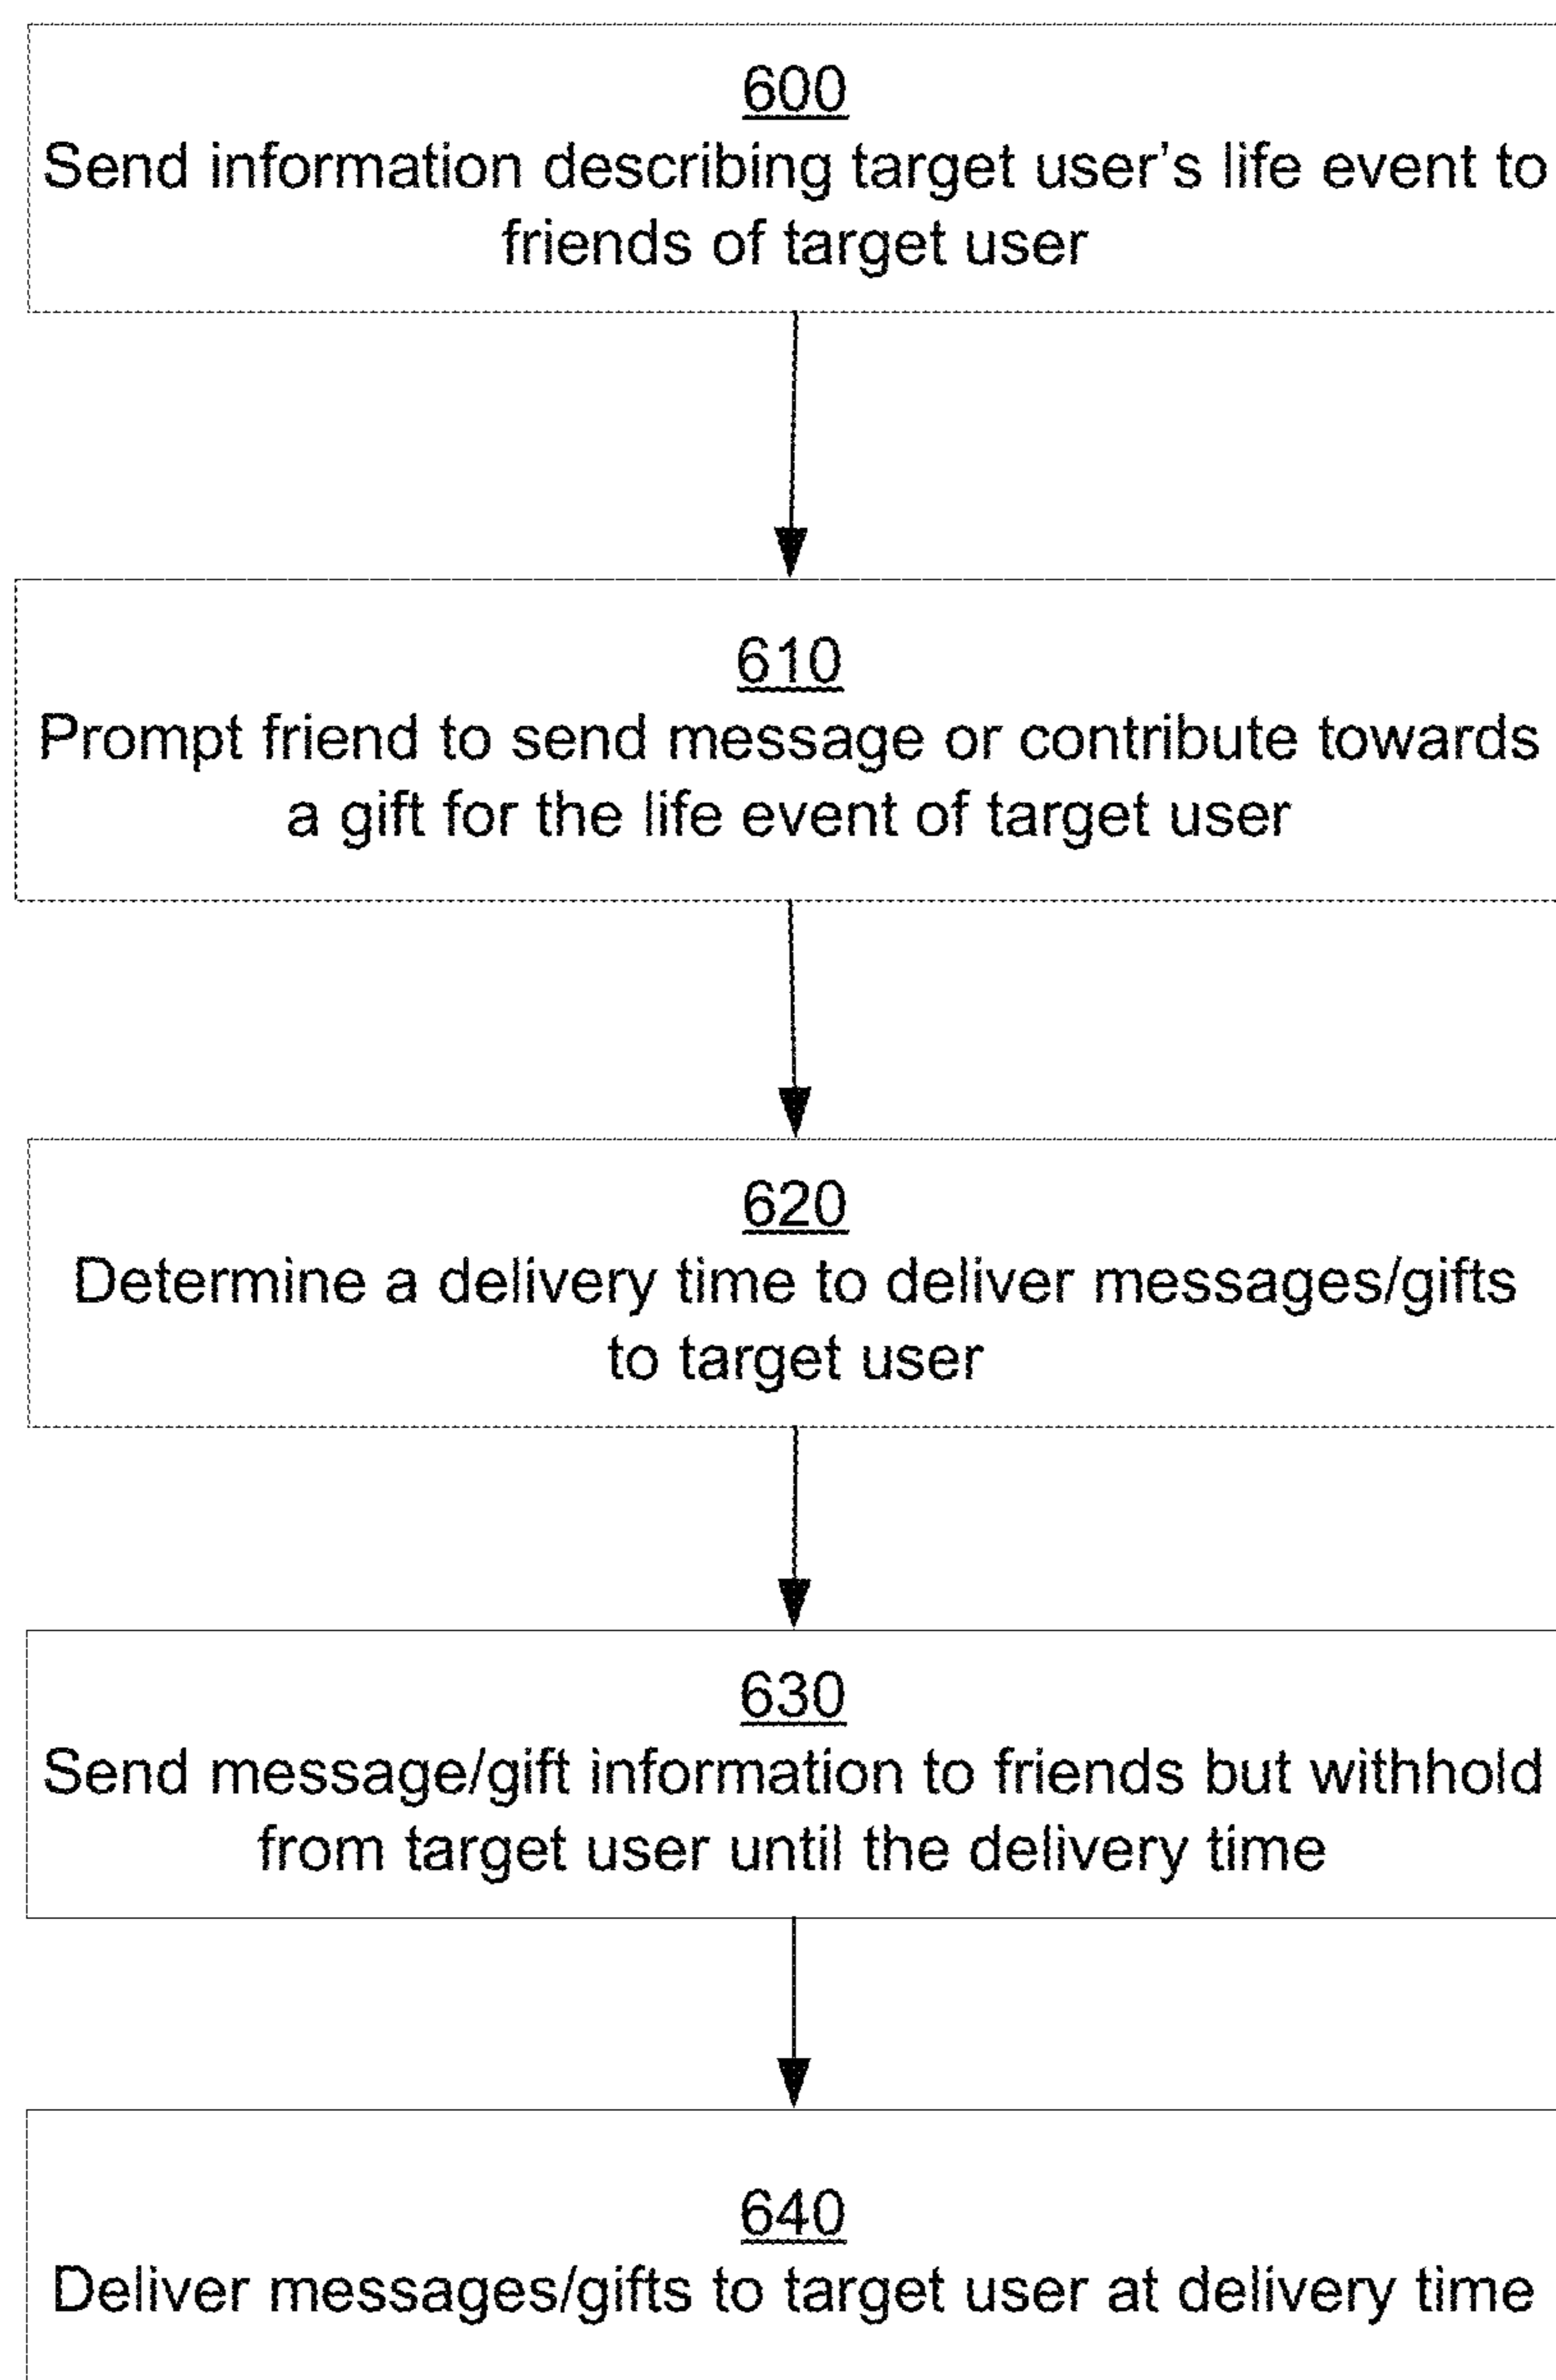 600
Send information describing target user's life event to
friends of target user
610
Prompt friend to send message or contribute towards
a gift for the life event of target user
620
Determine a delivery time to deliver messages/gifts
to target user
630
Send message/gift information to friends but withhold
from target user until the delivery time
640
Deliver messages/gifts to target user at delivery time